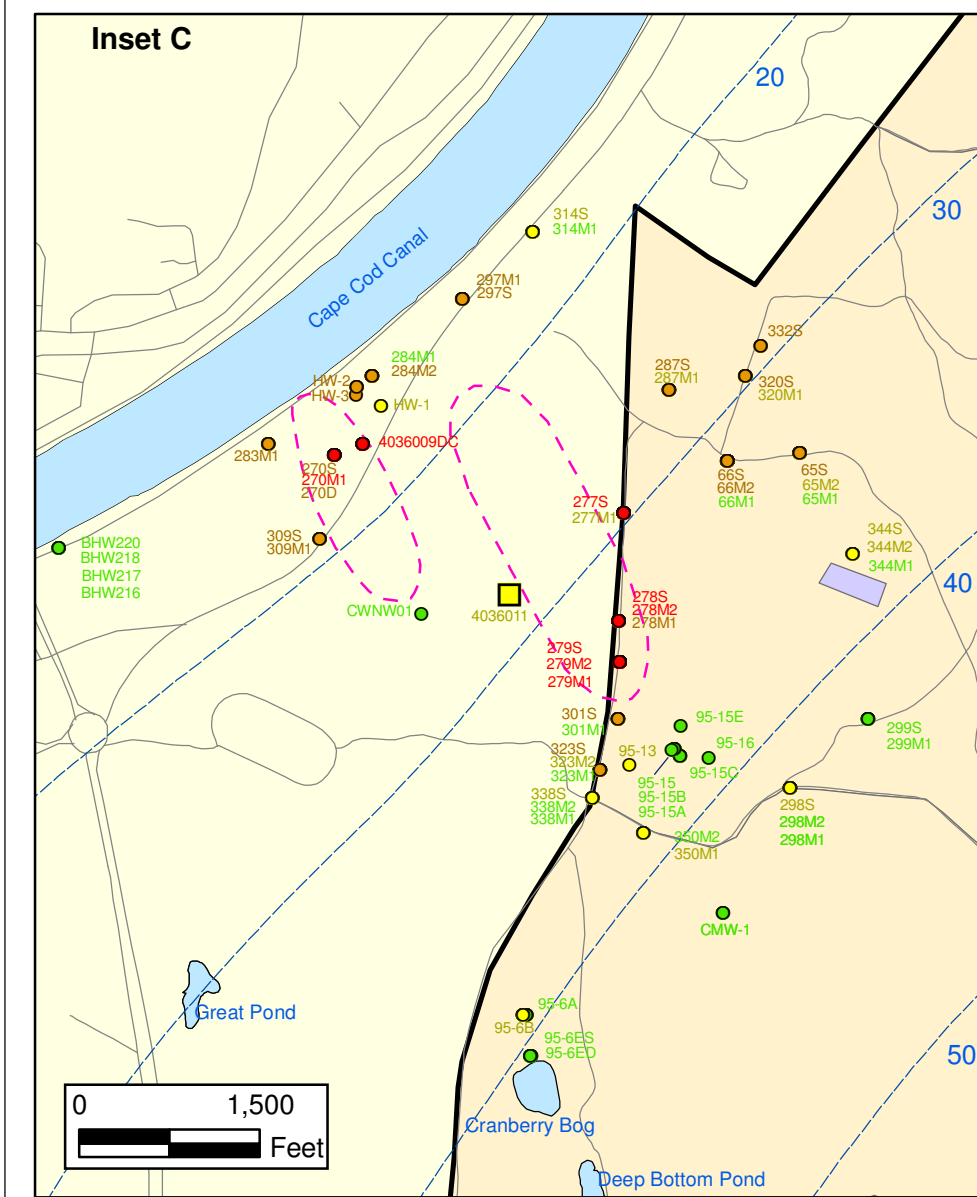 Inset C
20
30
314S
314M1
Cape Cod Canal
297M1
297S
332S
284M1
284M2
HW-2
HW-3
HW-1
287S
287M1
320S
320M1
283M1
4036009DC
270S
270M1
270D
66S
66M2
66M1
65S
65M2
65M1
277S
277M1
309S
309M1
344S
344M2
344M1
BHW220
BHW218
BHW217
BHW216
40
CWNW01
4036011
278S
278M2
278M1
279S
279M2
279M1
301S
301M1
95-15E
299S
299M1
95-16
95-15C
323S
323M2
323M1
95-13
95-15
95-15B
95-15A
338S
338M2
338M1
298S
298M2
298M1
350M2
350M1
CMW-1
Great Pond
95-6A
95-6B
95-6ES
95-6ED
50
Cranberry Bog
Deep Bottom Pond
0 1,500
Feet